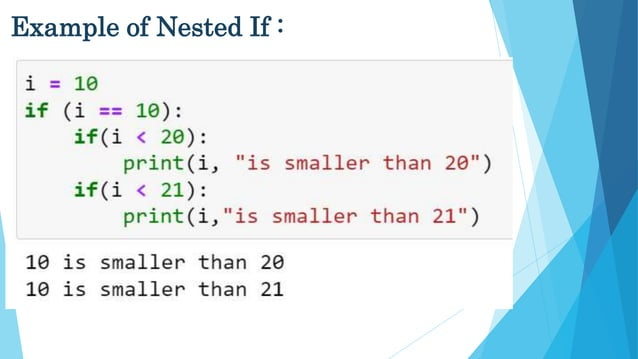 Example of Nested If :
i = 10
if (i == 10):
    if(i < 20):
        print(i, "is smaller than 20")
    if(i < 21):
        print(i,"is smaller than 21")
10 is smaller than 20
10 is smaller than 21